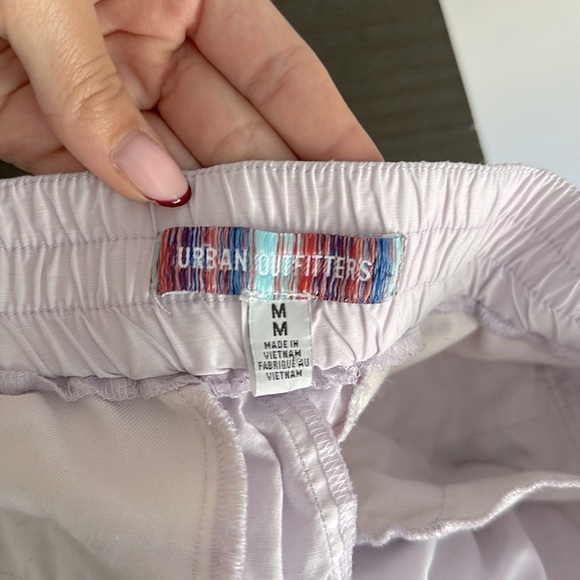 URBAN OUTFITTERS
M
M
MADE IN
VIETNAM
FABRIQUÉ AU
VIETNAM